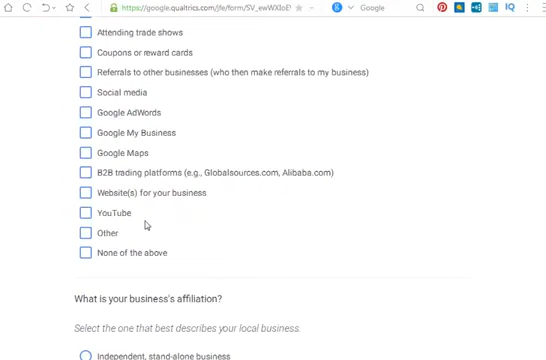 https://google.qualtrics.com/jfe/form/SV_ewWXIoE
Google
IQ
Attending trade shows
Coupons or reward cards
Referrals to other businesses (who then make referrals to my business)
Social media
Google AdWords
Google My Business
Google Maps
B2B trading platforms (e.g., Globalsources.com, Alibaba.com)
Website(s) for your business
YouTube
Other
None of the above
What is your business's affiliation?
Select the one that best describes your local business.
Independent, stand-alone business